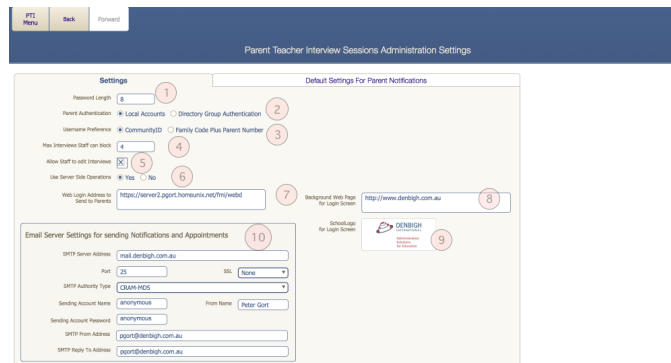 PTI Menu
Back
Forward
Parent Teacher Interview Sessions Administration Settings
Settings
Default Settings For Parent Notifications
Password Length 8 1
Parent Authentication Local Accounts Directory Group Authentication 2
Username Preference CommunityID Family Code Plus Parent Number 3
Max Interviews Staff can block 4 4
Allow Staff to edit Interviews X 5
Use Server Side Operations Yes No 6
Web Login Address to Send to Parents https://server2.pgort.homeunix.net/fmi/webd 7
Background Web Page for Login Screen http://www.denbigh.com.au 8
SchoolLogo for Login Screen DENBIGH INTERNATIONAL Administration Solutions for Education 9
Email Server Settings for sending Notifications and Appointments 10
SMTP Server Address mail.denbigh.com.au
Port 25 SSL None
SMTP Authority Type CRAM-MD5
Sending Account Name anonymous From Name Peter Gort
Sending Account Password anonymous
SMTP From Address pgort@denbigh.com.au
SMTP Reply To Address pgort@denbigh.com.au